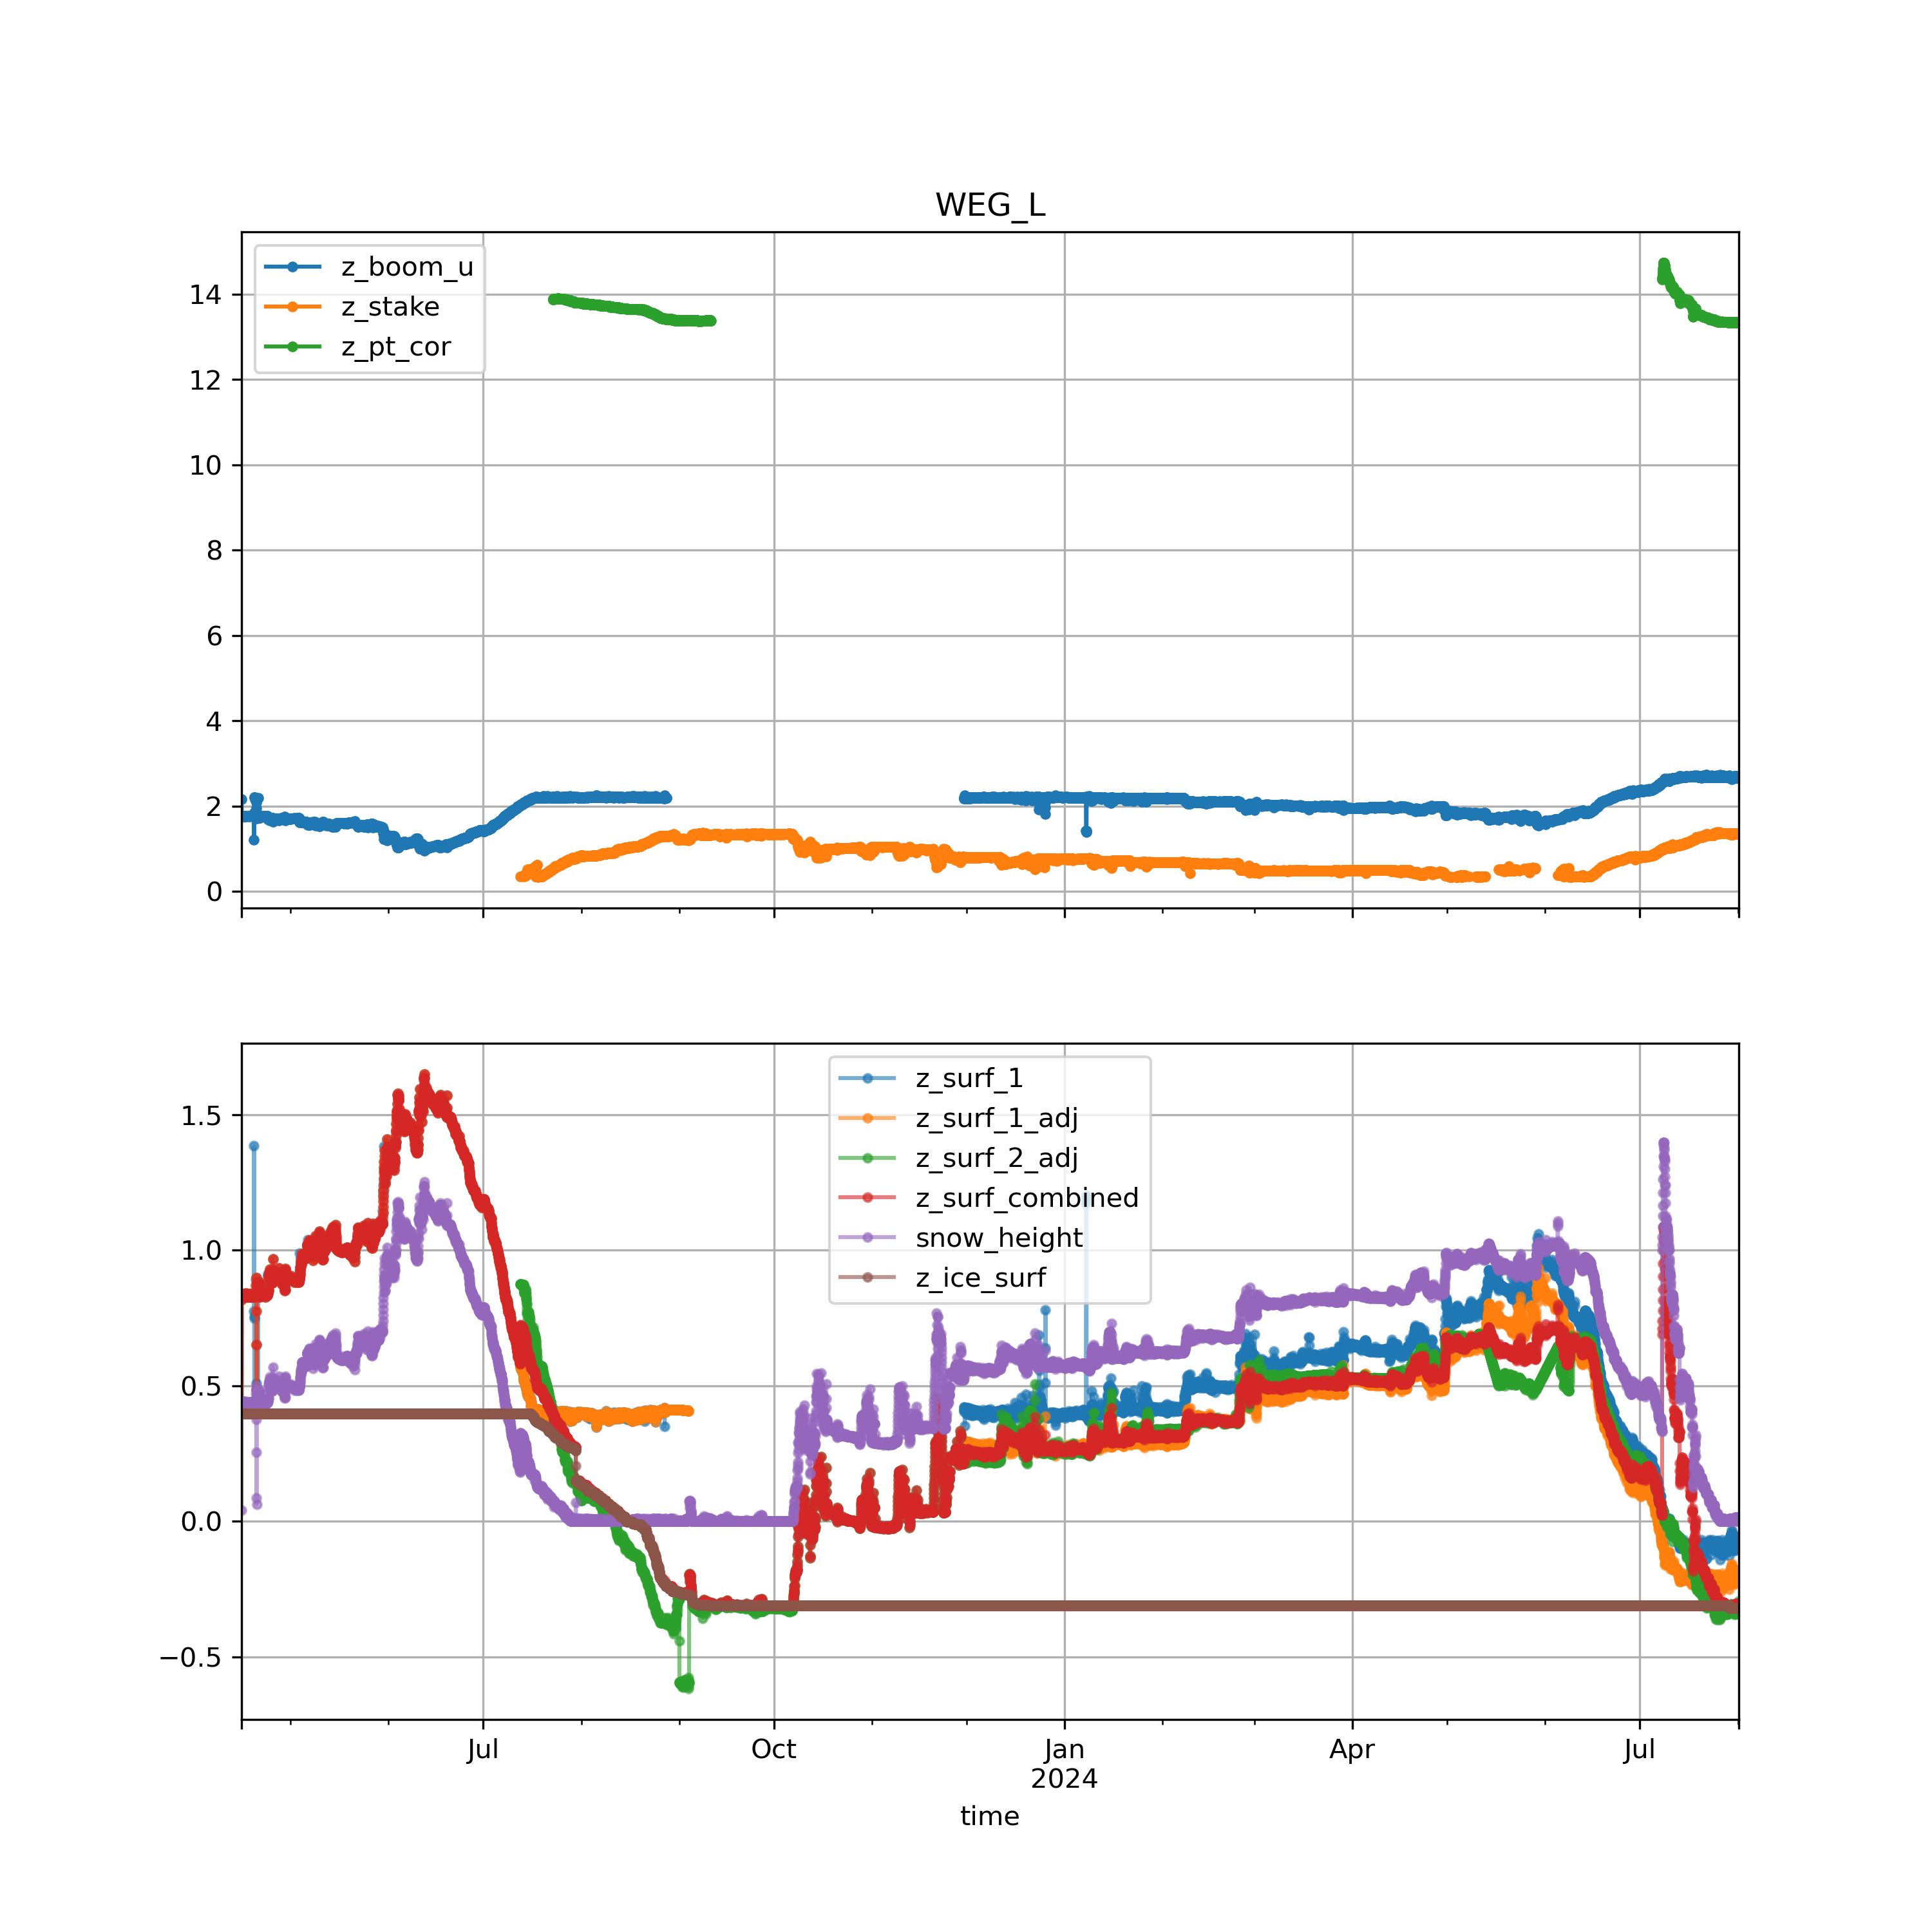 WEG_L
z_boom_u
z_stake
z_pt_cor
14
12
10
8
6
4
2
0
z_surf_1
z_surf_1_adj
z_surf_2_adj
z_surf_combined
snow_height
z_ice_surf
1.5
1.0
0.5
0.0
−0.5
Jul Oct Jan Apr Jul
2024
time